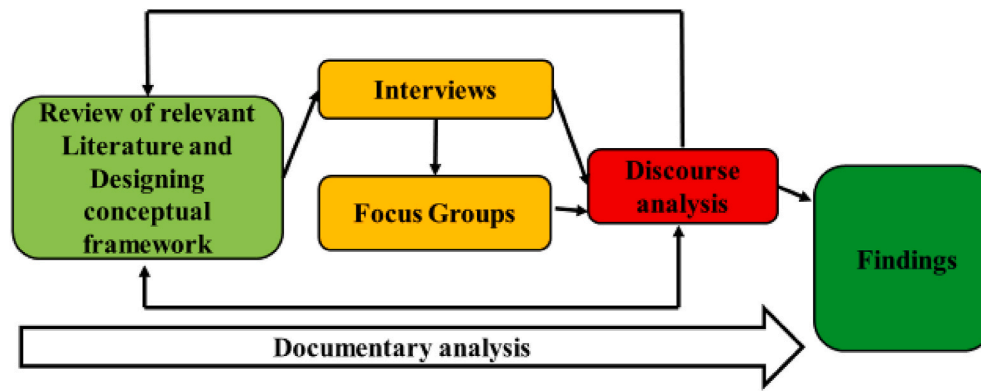 Review of relevant
Literature and
Designing
conceptual
framework
Interviews
Focus Groups
Discourse
analysis
Findings
Documentary analysis